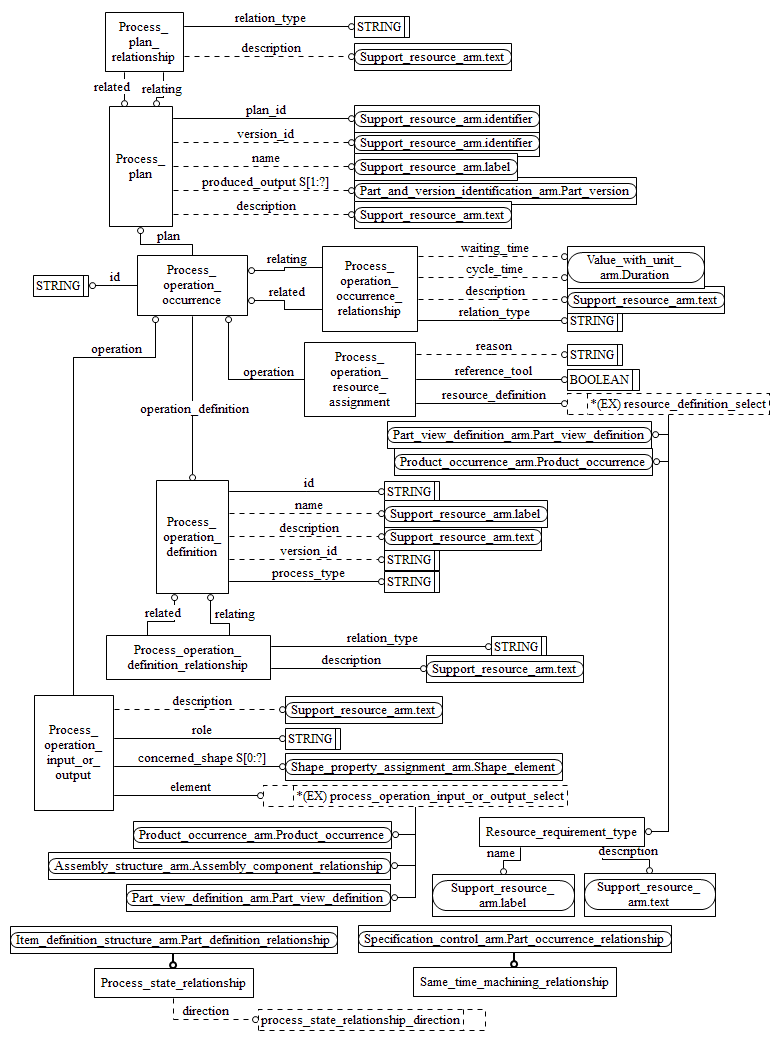 Process_
plan_
relationship
relation_type
STRING
description
Support_resource_arm.text
related
relating
Process_
plan
plan_id
Support_resource_arm.identifier
version_id
Support_resource_arm.identifier
name
Support_resource_arm.label
produced_output S[1:?]
Part_and_version_identification_arm.Part_version
description
Support_resource_arm.text
plan
STRING
id
Process_
operation_
occurrence
relating
related
Process_
operation_
occurrence_
relationship
waiting_time
cycle_time
Value_with_unit_
arm.Duration
description
Support_resource_arm.text
relation_type
STRING
operation
operation
Process_
operation_
resource_
assignment
reason
STRING
reference_tool
BOOLEAN
resource_definition
*(EX) resource_definition_select
operation_definition
Part_view_definition_arm.Part_view_definition
Product_occurrence_arm.Product_occurrence
Process_
operation_
definition
id
STRING
name
Support_resource_arm.label
description
Support_resource_arm.text
version_id
STRING
process_type
STRING
related
relating
Process_operation_
definition_relationship
relation_type
STRING
description
Support_resource_arm.text
Process_
operation_
input_or_
output
description
Support_resource_arm.text
role
STRING
concerned_shape S[0:?]
Shape_property_assignment_arm.Shape_element
element
*(EX) process_operation_input_or_output_select
Product_occurrence_arm.Product_occurrence
Assembly_structure_arm.Assembly_component_relationship
Part_view_definition_arm.Part_view_definition
Resource_requirement_type
name
description
Support_resource_
arm.label
Support_resource_
arm.text
Item_definition_structure_arm.Part_definition_relationship
Process_state_relationship
direction
process_state_relationship_direction
Specification_control_arm.Part_occurrence_relationship
Same_time_machining_relationship